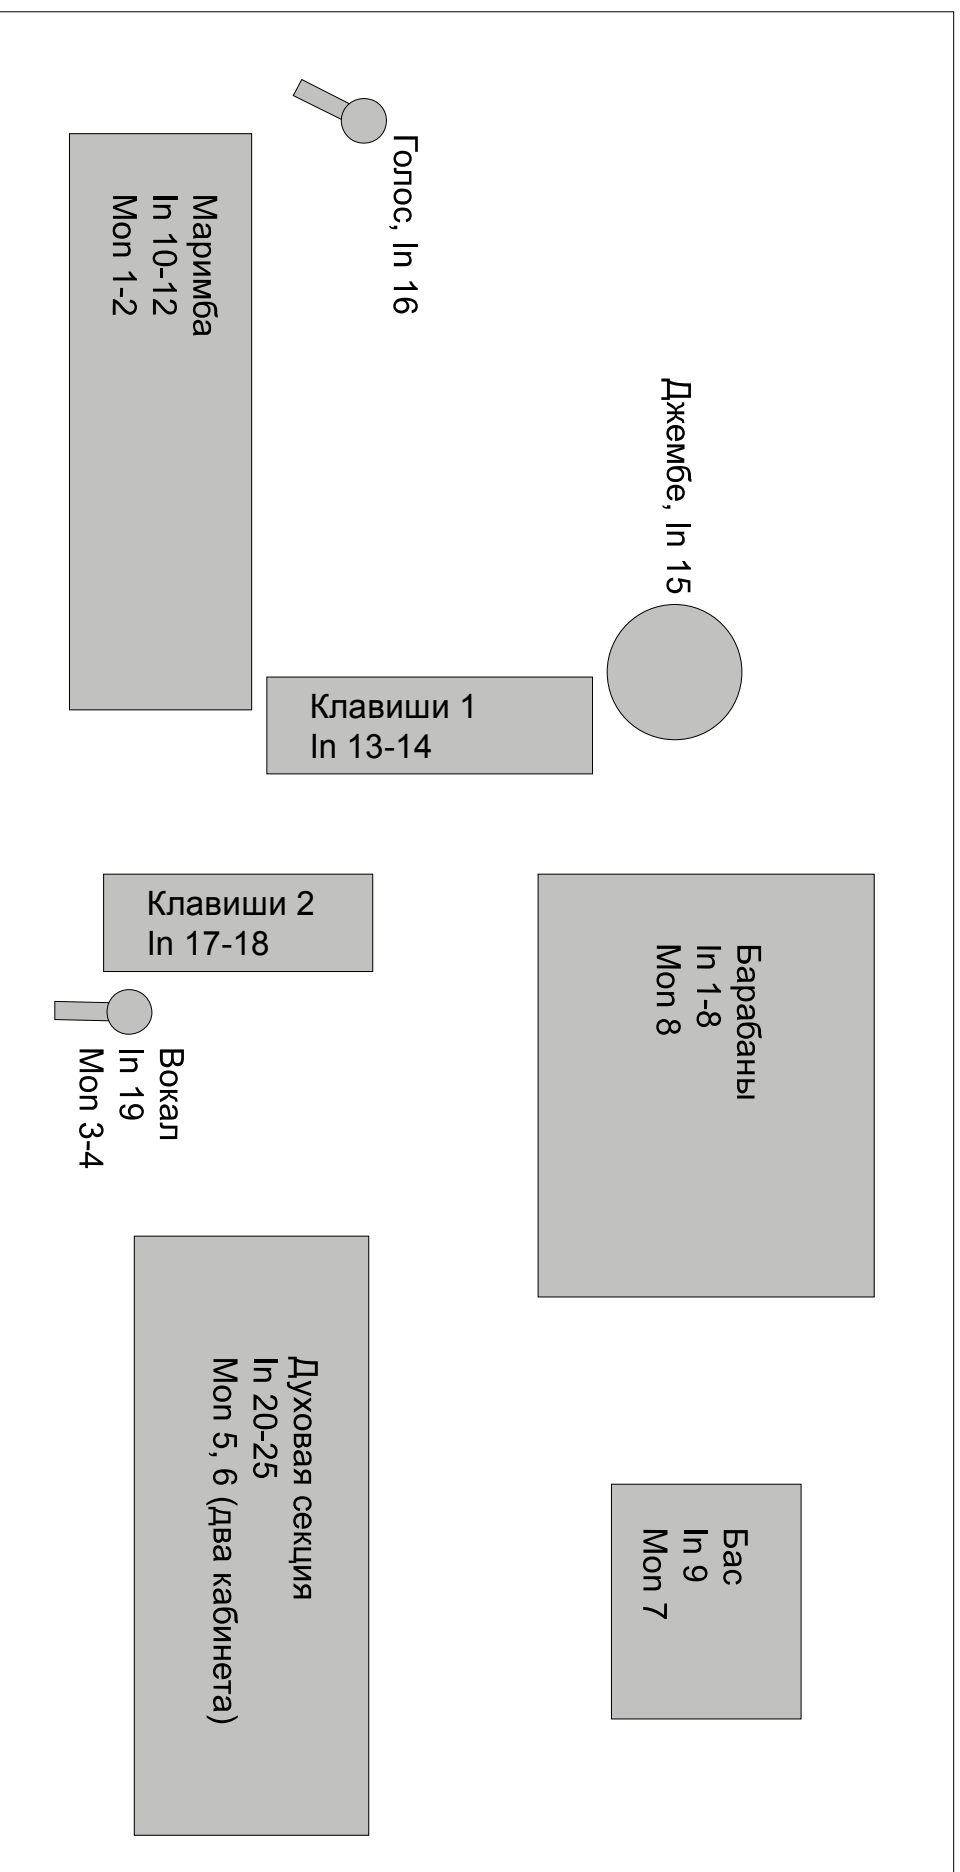 Голос, In 16
Маримба
In 10-12
Mon 1-2
Джембе, In 15
Клавиши 1
In 13-14
Клавиши 2
In 17-18
Барабаны
In 1-8
Mon 8
Вокал
In 19
Mon 3-4
Духовая секция
In 20-25
Mon 5, 6 (два кабинета)
Бас
In 9
Mon 7